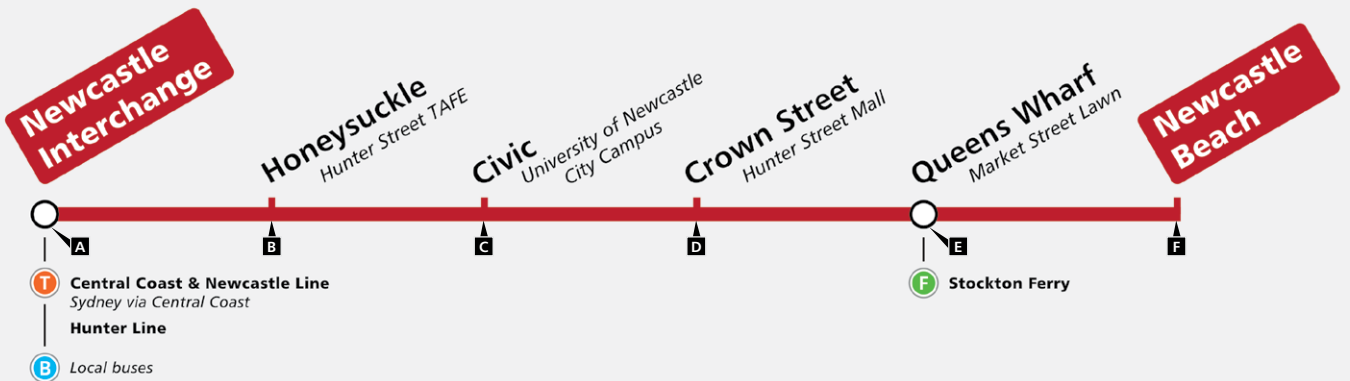 Newcastle
Interchange
Honeysuckle
Hunter Street TAFE
Civic
University of Newcastle
City Campus
Crown Street
Hunter Street Mall
Queens Wharf
Market Street Lawn
Newcastle
Beach
A
B
C
D
E
F
T
Central Coast & Newcastle Line
Sydney via Central Coast
Hunter Line
B
Local buses
F
Stockton Ferry